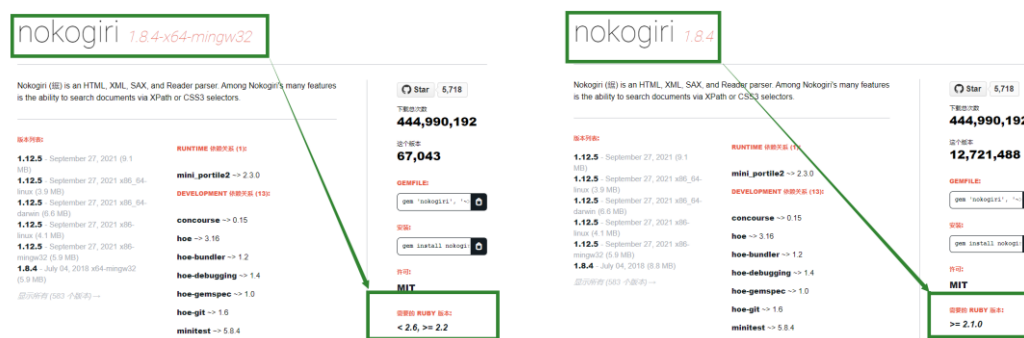 nokogiri 1.8.4-x64-mingw32
Nokogiri (鋸) is an HTML, XML, SAX, and Reader parser. Among Nokogiri's many features
is the ability to search documents via XPath or CSS3 selectors.
版本列表:
1.12.5 - September 27, 2021 (9.1
MB)
1.12.5 - September 27, 2021 x86_64-
linux (3.9 MB)
1.12.5 - September 27, 2021 x86_64-
darwin (6.6 MB)
1.12.5 - September 27, 2021 x86-
linux (4.1 MB)
1.12.5 - September 27, 2021 x86-
mingw32 (5.9 MB)
1.8.4 - July 04, 2018 x64-mingw32
(5.9 MB)
显示所有 (583 个版本) →
RUNTIME 依赖关系 (1):
mini_portile2 ~> 2.3.0
DEVELOPMENT 依赖关系 (13):
concourse ~> 0.15
hoe ~> 3.16
hoe-bundler ~> 1.2
hoe-debugging ~> 1.4
hoe-gemspec ~> 1.0
hoe-git ~> 1.6
minitest ~> 5.8.4
Star 5,718
下载总次数
444,990,192
这个版本
67,043
GEMFILE:
gem 'nokogiri', '~>
安装:
gem install nokogi
许可:
MIT
需要的 RUBY 版本:
< 2.6, >= 2.2
nokogiri 1.8.4
Nokogiri (鋸) is an HTML, XML, SAX, and Reader parser. Among Nokogiri's many features
is the ability to search documents via XPath or CSS3 selectors.
版本列表:
1.12.5 - September 27, 2021 (9.1
MB)
1.12.5 - September 27, 2021 x86_64-
linux (3.9 MB)
1.12.5 - September 27, 2021 x86_64-
darwin (6.6 MB)
1.12.5 - September 27, 2021 x86-
linux (4.1 MB)
1.12.5 - September 27, 2021 x86-
mingw32 (5.9 MB)
1.8.4 - July 04, 2018 (8.8 MB)
显示所有 (583 个版本) →
RUNTIME 依赖关系 (1):
mini_portile2 ~> 2.3.0
DEVELOPMENT 依赖关系 (13):
concourse ~> 0.15
hoe ~> 3.16
hoe-bundler ~> 1.2
hoe-debugging ~> 1.4
hoe-gemspec ~> 1.0
hoe-git ~> 1.6
minitest ~> 5.8.4
Star 5,718
下载总次数
444,990,192
这个版本
12,721,488
GEMFILE:
gem 'nokogiri',
安装:
gem install nokogi
许可:
MIT
需要的 RUBY 版本:
>= 2.1.0